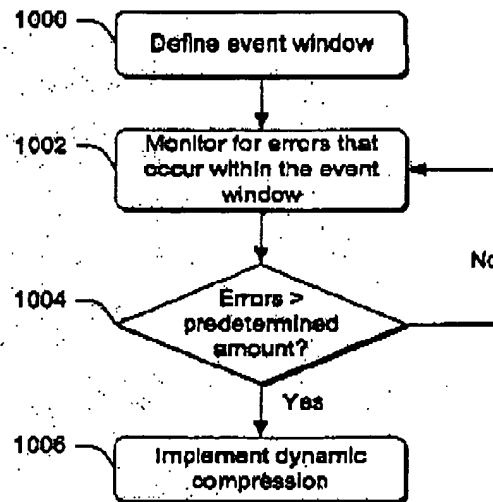 1000
Define event window
1002
Monitor for errors that
occur within the event
window
No
1004
Errors >
predetermined
amount?
Yes
1006
Implement dynamic
compression